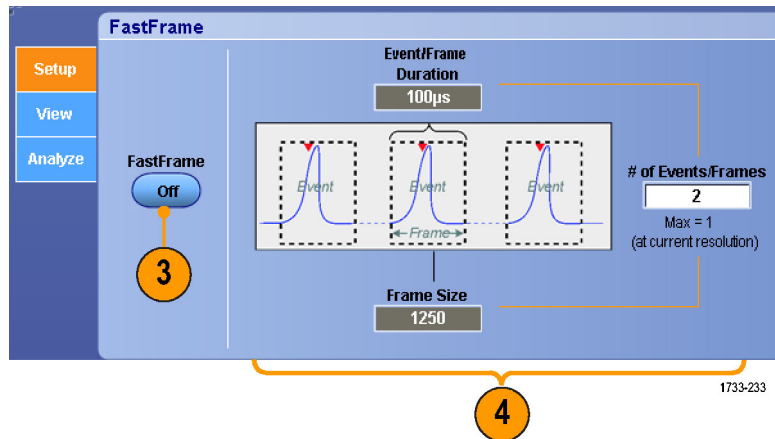 FastFrame
Setup
View
Analyze
FastFrame
Off
3
Event/Frame
Duration
100µs
Event
Event
Event
Frame
Frame Size
1250
# of Events/Frames
2
Max = 1
(at current resolution)
4
1733-233